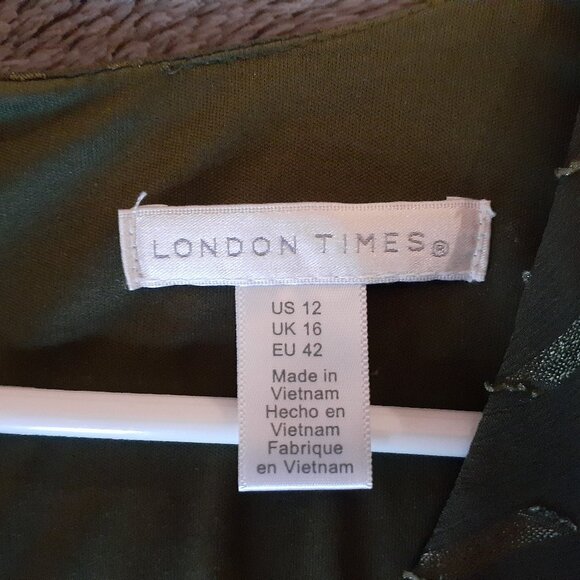 LONDON TIMES®
US 12
UK 16
EU 42
Made in
Vietnam
Hecho en
Vietnam
Fabrique
en Vietnam